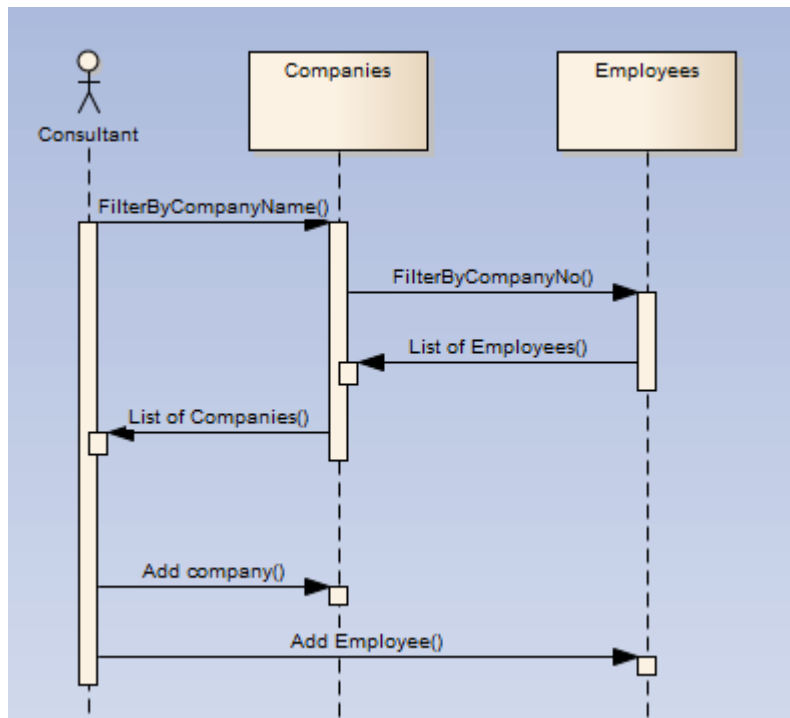 Companies
Employees
Consultant
FilterByCompanyName()
FilterByCompanyNo()
List of Employees()
List of Companies()
Add company()
Add Employee()